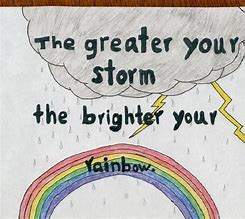 The greater your
storm
the brighter your
rainbow.